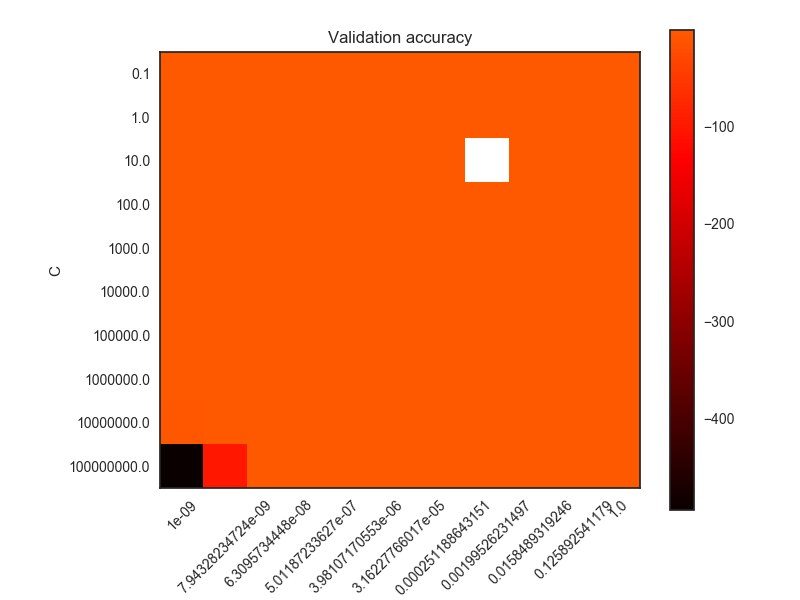 Validation accuracy
C
0.1
1.0
10.0
100.0
1000.0
10000.0
100000.0
1000000.0
10000000.0
100000000.0
1e-09
7.94328234724e-09
6.3095734448e-08
5.01187233627e-07
3.98107170553e-06
3.16227766017e-05
0.000251188643151
0.00199526231497
0.0158489319246
0.125892541179
1.0
−100
−200
−300
−400